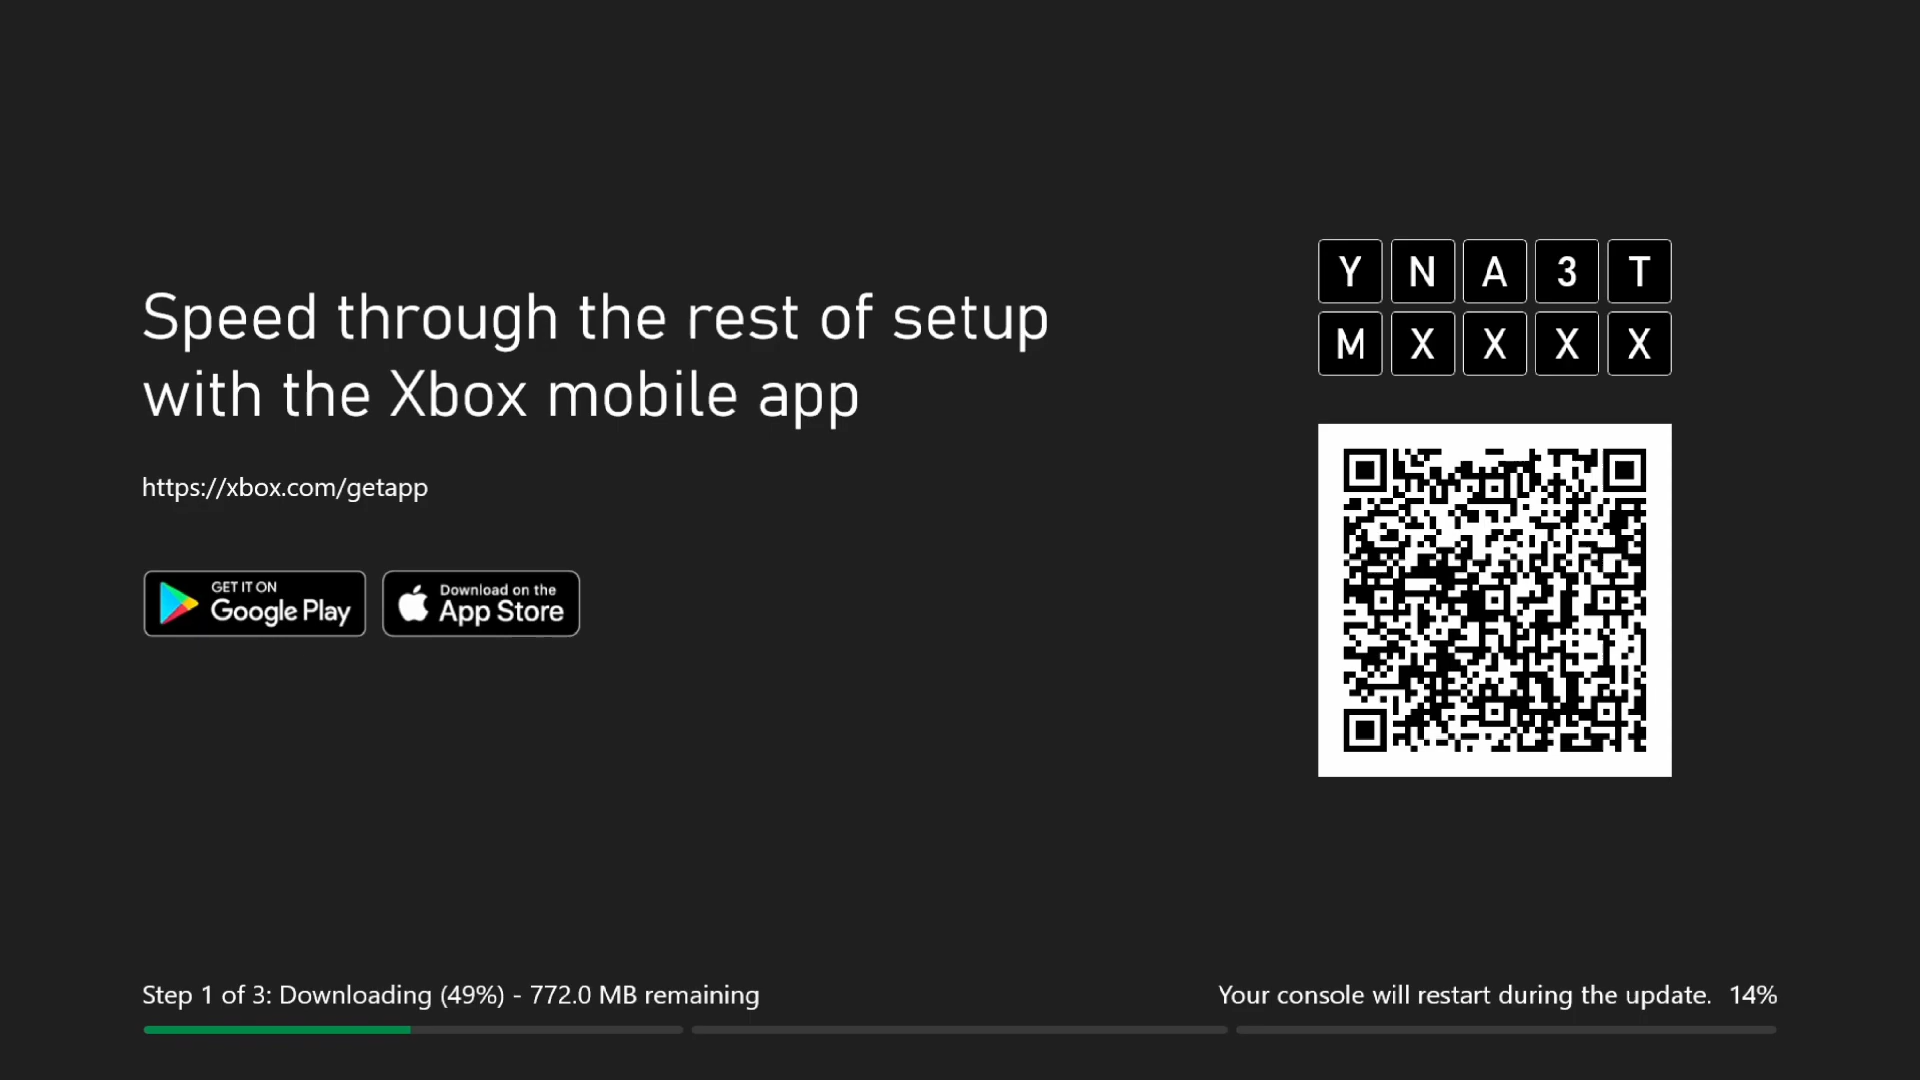 Speed through the rest of setup
with the Xbox mobile app
https://xbox.com/getapp
GET IT ON
Google Play
Download on the
App Store
Y N A 3 T
M X X X X
Step 1 of 3: Downloading (49%) - 772.0 MB remaining
Your console will restart during the update. 14%